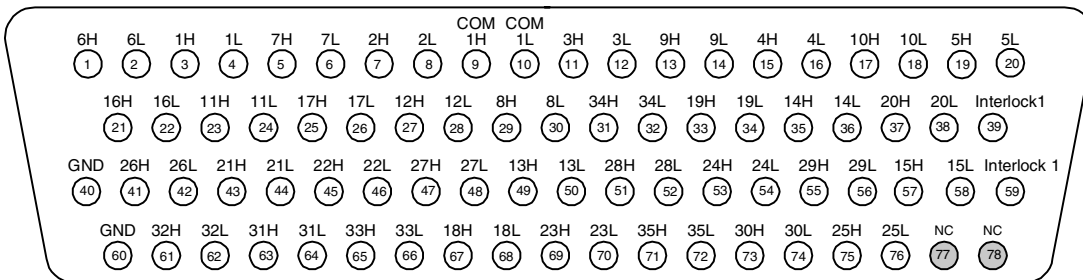 COM COM
6H 6L 1H 1L 7H 7L 2H 2L 1H 1L 3H 3L 9H 9L 4H 4L 10H 10L 5H 5L
1 2 3 4 5 6 7 8 9 10 11 12 13 14 15 16 17 18 19 20
16H 16L 11H 11L 17H 17L 12H 12L 8H 8L 34H 34L 19H 19L 14H 14L 20H 20L Interlock1
21 22 23 24 25 26 27 28 29 30 31 32 33 34 35 36 37 38 39
GND 26H 26L 21H 21L 22H 22L 27H 27L 13H 13L 28H 28L 24H 24L 29H 29L 15H 15L Interlock 1
40 41 42 43 44 45 46 47 48 49 50 51 52 53 54 55 56 57 58 59
GND 32H 32L 31H 31L 33H 33L 18H 18L 23H 23L 35H 35L 30H 30L 25H 25L NC NC
60 61 62 63 64 65 66 67 68 69 70 71 72 73 74 75 76 77 78